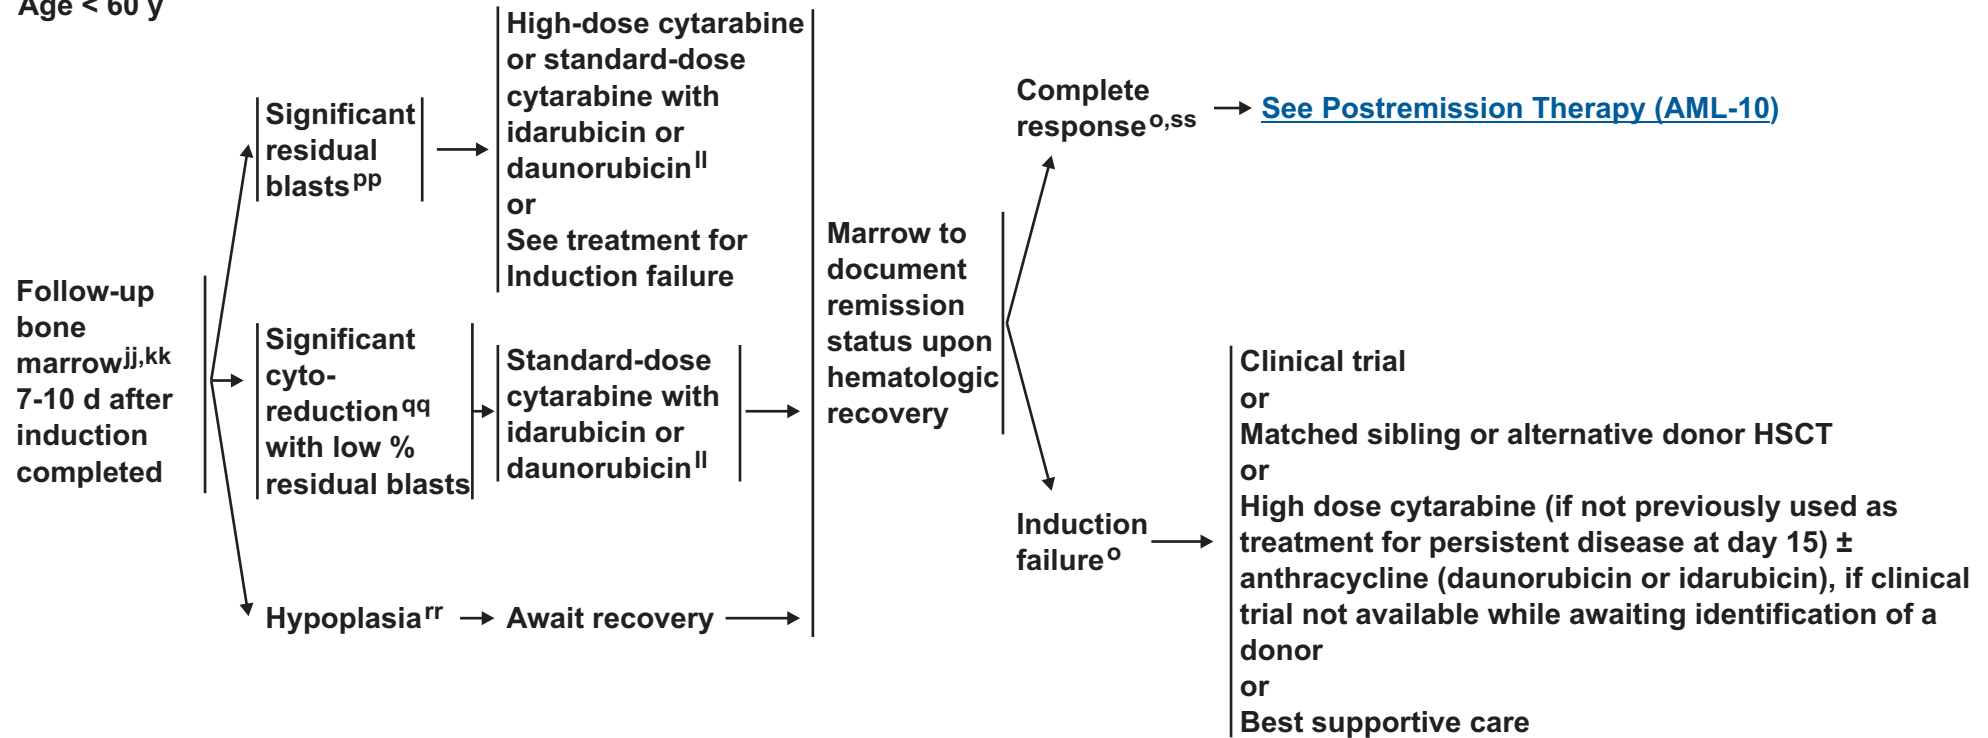 Age < 60 y
Follow-up
bone
marrow jj,kk
7-10 d after
induction
completed
Significant
residual
blasts pp
High-dose cytarabine
or standard-dose
cytarabine with
idarubicin or
daunorubicin ll
or
See treatment for
Induction failure
Significant
cyto-
reduction qq
with low %
residual blasts
Standard-dose
cytarabine with
idarubicin or
daunorubicin ll
Hypoplasia rr
Await recovery
Marrow to
document
remission
status upon
hematologic
recovery
Complete
response o,ss
See Postremission Therapy (AML-10)
Induction
failure o
Clinical trial
or
Matched sibling or alternative donor HSCT
or
High dose cytarabine (if not previously used as
treatment for persistent disease at day 15) ±
anthracycline (daunorubicin or idarubicin), if clinical
trial not available while awaiting identification of a
donor
or
Best supportive care